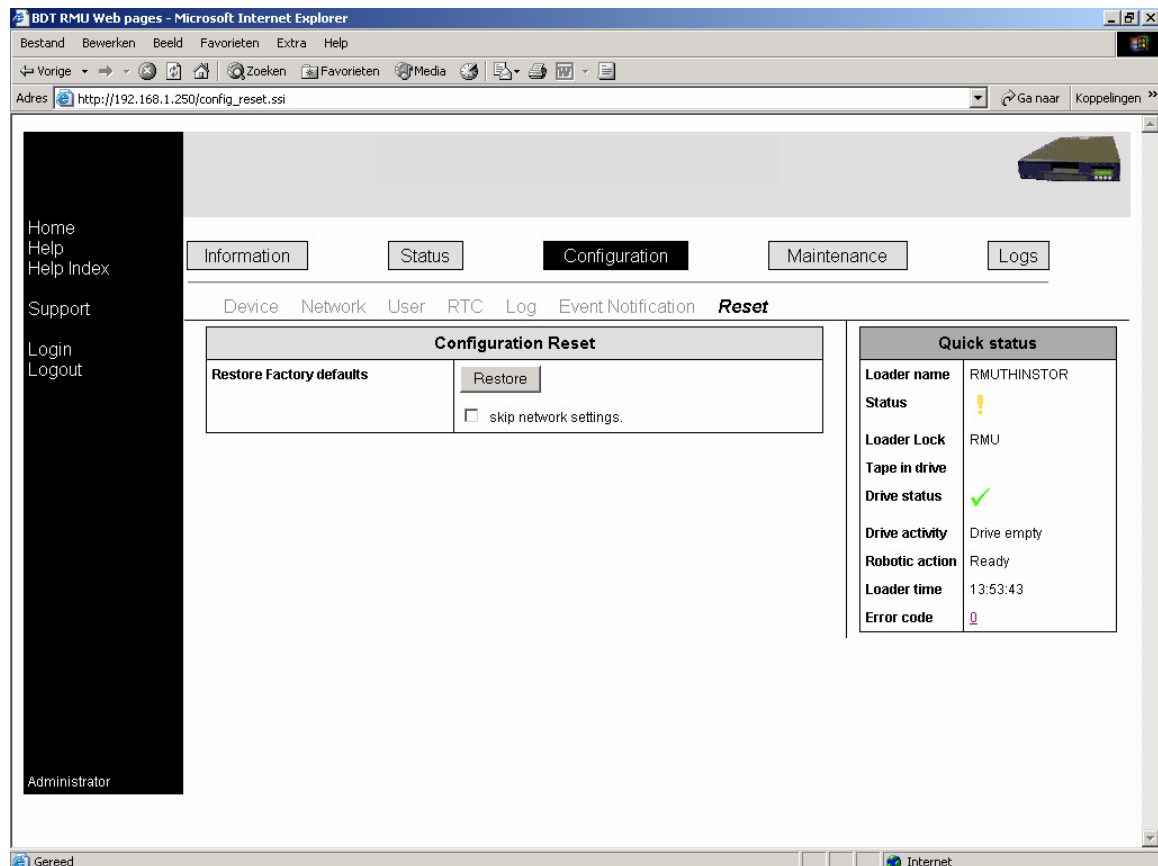 BDT RMU Web pages - Microsoft Internet Explorer
Bestand Bewerken Beeld Favorieten Extra Help
Vorige Zoeken Favorieten Media
Adres http://192.168.1.250/config_reset.ssi Ga naar Koppelingen »
Home
Help
Help Index
Support
Login
Logout
Administrator
Information Status Configuration Maintenance Logs
Device Network User RTC Log Event Notification Reset
Configuration Reset
Restore Factory defaults Restore
skip network settings.
Quick status
Loader name RMUTHINSTOR
Status
Loader Lock RMU
Tape in drive
Drive status
Drive activity Drive empty
Robotic action Ready
Loader time 13:53:43
Error code 0
Gereed Internet